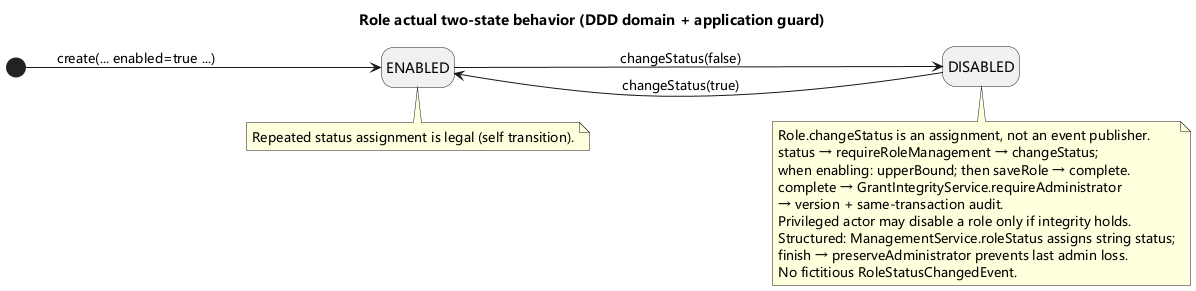 Role actual two-state behavior (DDD domain + application guard)
create(... enabled=true ...)
ENABLED
changeStatus(false)
changeStatus(true)
DISABLED
Repeated status assignment is legal (self transition).
Role.changeStatus is an assignment, not an event publisher.
status → requireRoleManagement → changeStatus;
when enabling: upperBound; then saveRole → complete.
complete → GrantIntegrityService.requireAdministrator
→ version + same-transaction audit.
Privileged actor may disable a role only if integrity holds.
Structured: ManagementService.roleStatus assigns string status;
finish → preserveAdministrator prevents last admin loss.
No fictitious RoleStatusChangedEvent.